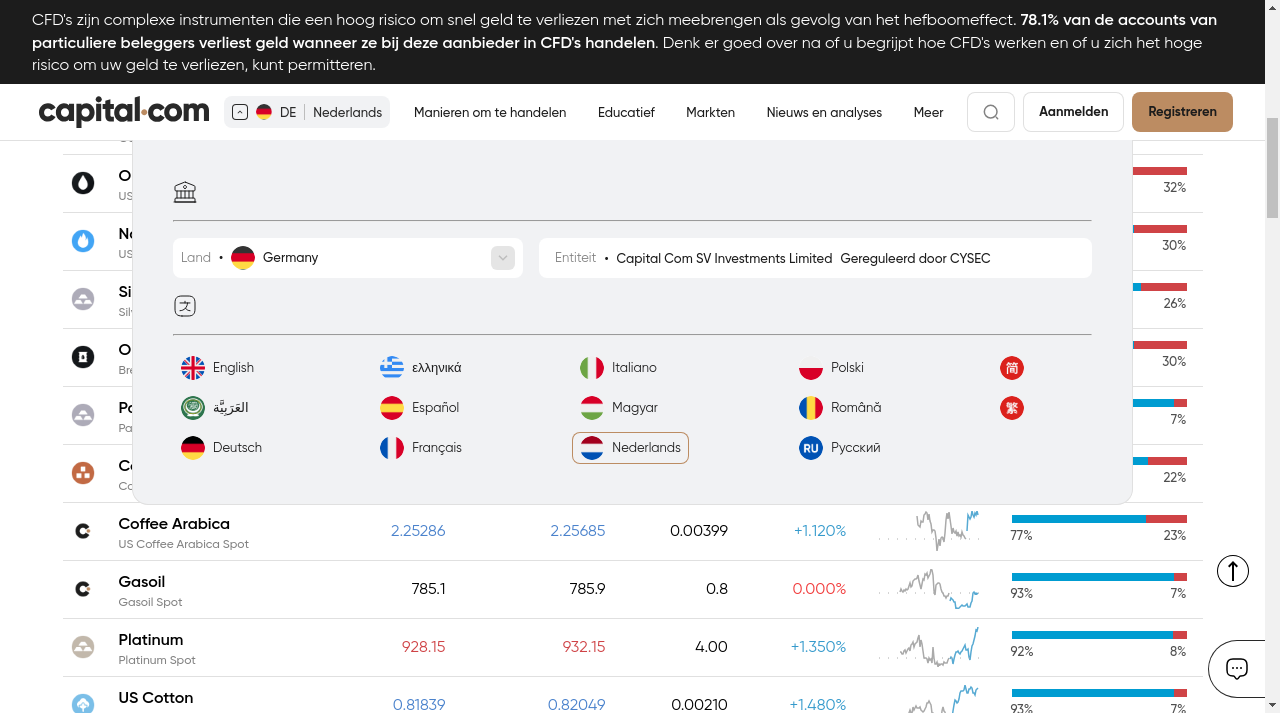 CFD's zijn complexe instrumenten die een hoog risico om snel geld te verliezen met zich meebrengen als gevolg van het hefboomeffect. 78.1% van de accounts van
particuliere beleggers verliest geld wanneer ze bij deze aanbieder in CFD's handelen. Denk er goed over na of u begrijpt hoe CFD's werken en of u zich het hoge
risico om uw geld te verliezen, kunt permitteren.
capital.com DE Nederlands Manieren om te handelen Educatief Markten Nieuws en analyses Meer Aanmelden Registreren
O
US
32%
US
30%
Land • Germany Entiteit • Capital Com SV Investments Limited Gereguleerd door CYSEC
Si
26%
O
Bre
30%
English ελληνικά Italiano Polski 简
العَرَبِيَّة Español Magyar Română 繁
7%
Deutsch Français Nederlands RU Русский
22%
Coffee Arabica 2.25286 2.25685 0.00399 +1.120%
US Coffee Arabica Spot 77% 23%
Gasoil 785.1 785.9 0.8 0.000%
Gasoil Spot 93% 7%
Platinum 928.15 932.15 4.00 +1.350%
Platinum Spot 92% 8%
US Cotton 0.81839 0.82049 0.00210 +1.480%
93% 7%